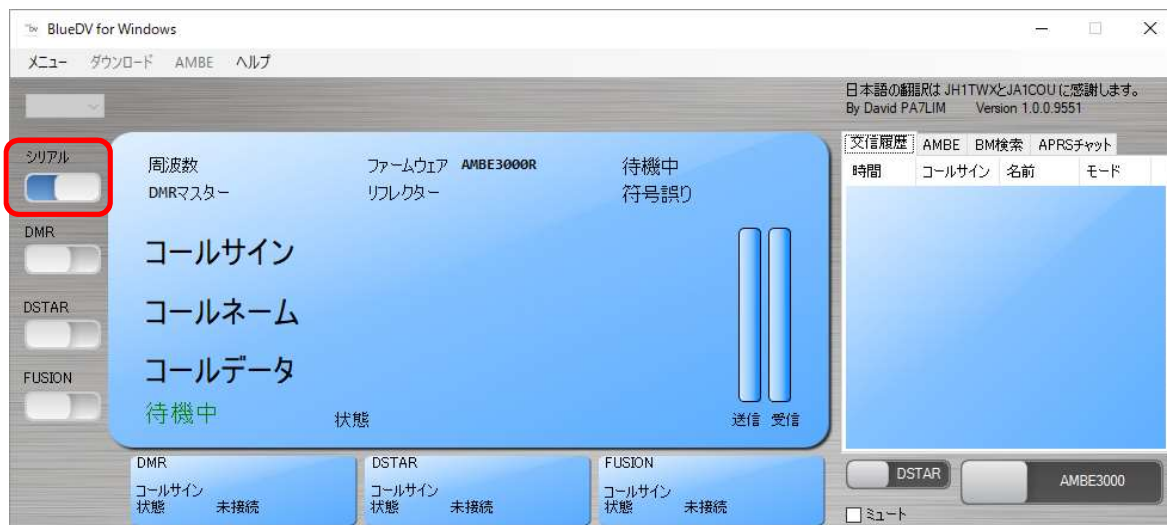 BlueDV for Windows
メニュー ダウンロード AMBE ヘルプ
日本語の翻訳は JH1TWXとJA1COU に感謝します。
By David PA7LIM Version 1.0.0.9551
シリアル
DMR
DSTAR
FUSION
周波数 ファームウェア AMBE3000R 待機中
DMRマスター リフレクター 符号誤り
コールサイン
コールネーム
コールデータ
待機中 状態 送信 受信
交信履歴 AMBE BM検索 APRSチャット
時間 コールサイン 名前 モード
DMR
コールサイン
状態 未接続
DSTAR
コールサイン
状態 未接続
FUSION
コールサイン
状態 未接続
DSTAR AMBE3000
ミュート